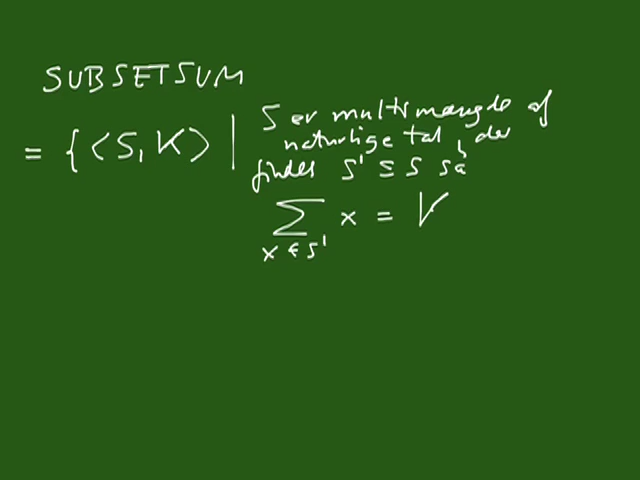 SUBSETSUM
= {⟨S, K⟩ | S er multimængde af
naturlige tal, der
findes S' ⊆ S så
∑ x = K
x ∈ S'